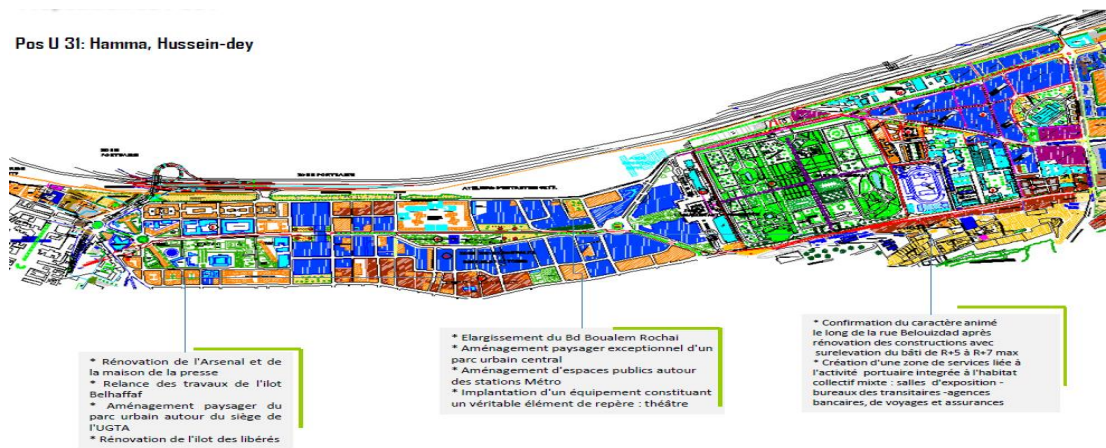 Pos U 31: Hamma, Hussein-dey
ZONE PORTUAIRE
* Rénovation de l'Arsenal et de
la maison de la presse
* Relance des travaux de l'ilot
Belhaffaf
* Aménagement paysager du
parc urbain autour du siège de
l'UGTA
* Rénovation de l'ilot des libérés
* Elargissement du Bd Boualem Rochai
* Aménagement paysager exceptionnel d'un
parc urbain central
* Aménagement d'espaces publics autour
des stations Métro
* Implantation d'un équipement constituant
un véritable élément de repère : théâtre
* Confirmation du caractère animé
le long de la rue Belouizdad après
rénovation des constructions avec
surelevation du bâti de R+5 à R+7 max
* Création d'une zone de services liée à
l'activité portuaire integrée à l'habitat
collectif mixte : salles d'exposition -
bureaux des transitaires -agences
bancaires, de voyages et assurances